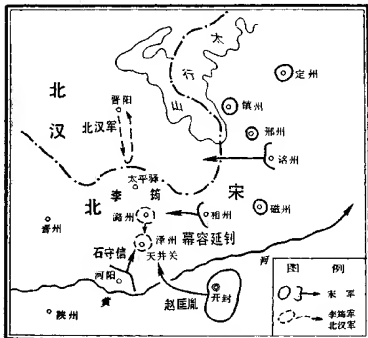 太
行
山
定州
镇州
邢州
洺州
磁州
北
汉
晋阳
北汉军
太平驿
李筠
北
宋
潞州
相州
慕容延钊
晋州
泽州
天井关
石守信
河阳
黄
河
陕州
赵匡胤
开封
图例
宋军
李筠军
北汉军